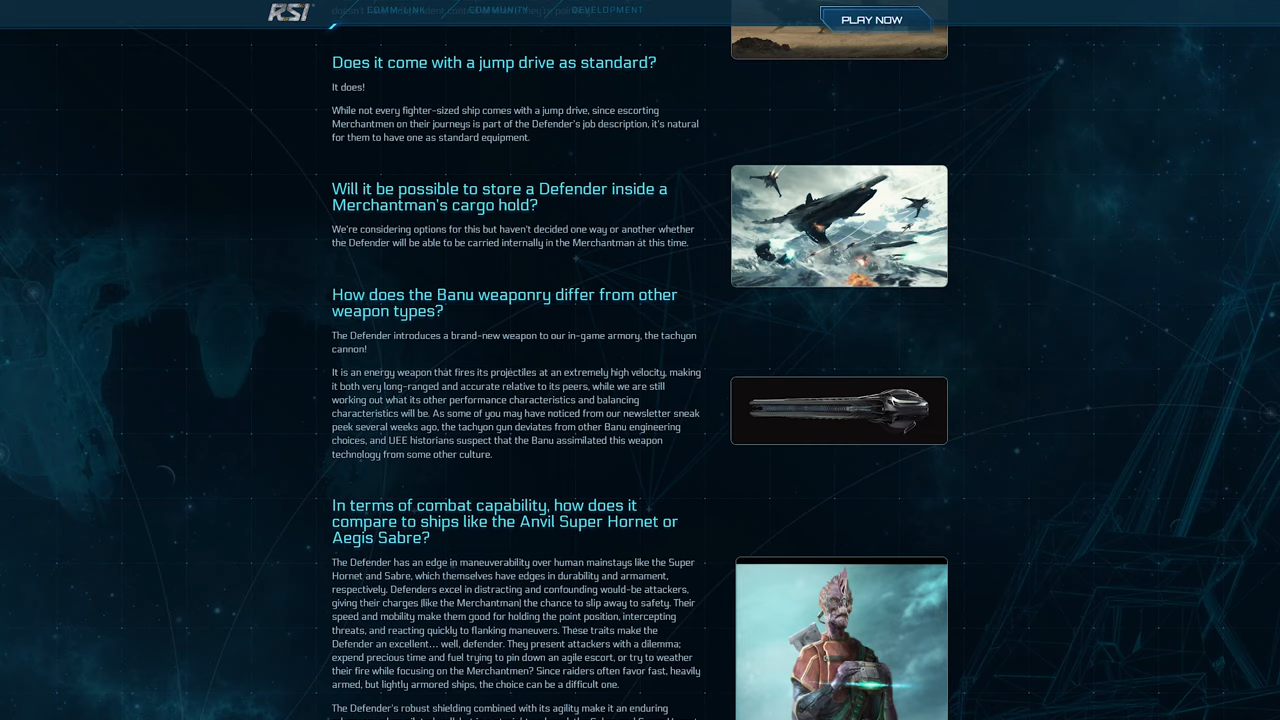 RSI
COMM-LINK
COMMUNITY
DEVELOPMENT
PLAY NOW
Does it come with a jump drive as standard?
It does!
While not every fighter-sized ship comes with a jump drive, since escorting
Merchantmen on their journeys is part of the Defender's job description, it's natural
for them to have one as standard equipment.
Will it be possible to store a Defender inside a
Merchantman's cargo hold?
We're considering options for this but haven't decided one way or another whether
the Defender will be able to be carried internally in the Merchantman at this time.
How does the Banu weaponry differ from other
weapon types?
The Defender introduces a brand-new weapon to our in-game armory, the tachyon
cannon!
It is an energy weapon that fires its projectiles at an extremely high velocity, making
it both very long-ranged and accurate relative to its peers, while we are still
working out what its other performance characteristics and balancing
characteristics will be. As some of you may have noticed from our newsletter sneak
peek several weeks ago, the tachyon gun deviates from other Banu engineering
choices, and UEE historians suspect that the Banu assimilated this weapon
technology from some other culture.
In terms of combat capability, how does it
compare to ships like the Anvil Super Hornet or
Aegis Sabre?
The Defender has an edge in maneuverability over human mainstays like the Super
Hornet and Sabre, which themselves have edges in durability and armament,
respectively. Defenders excel in distracting and confounding would-be attackers,
giving their charges (like the Merchantman) the chance to slip away to safety. Their
speed and mobility make them good for holding the point position, intercepting
threats, and reacting quickly to flanking maneuvers. These traits make the
Defender an excellent... well, defender. They present attackers with a dilemma;
expend precious time and fuel trying to pin down an agile escort, or try to weather
their fire while focusing on the Merchantmen? Since raiders often favor fast, heavily
armed, but lightly armored ships, the choice can be a difficult one.
The Defender's robust shielding combined with its agility make it an enduring